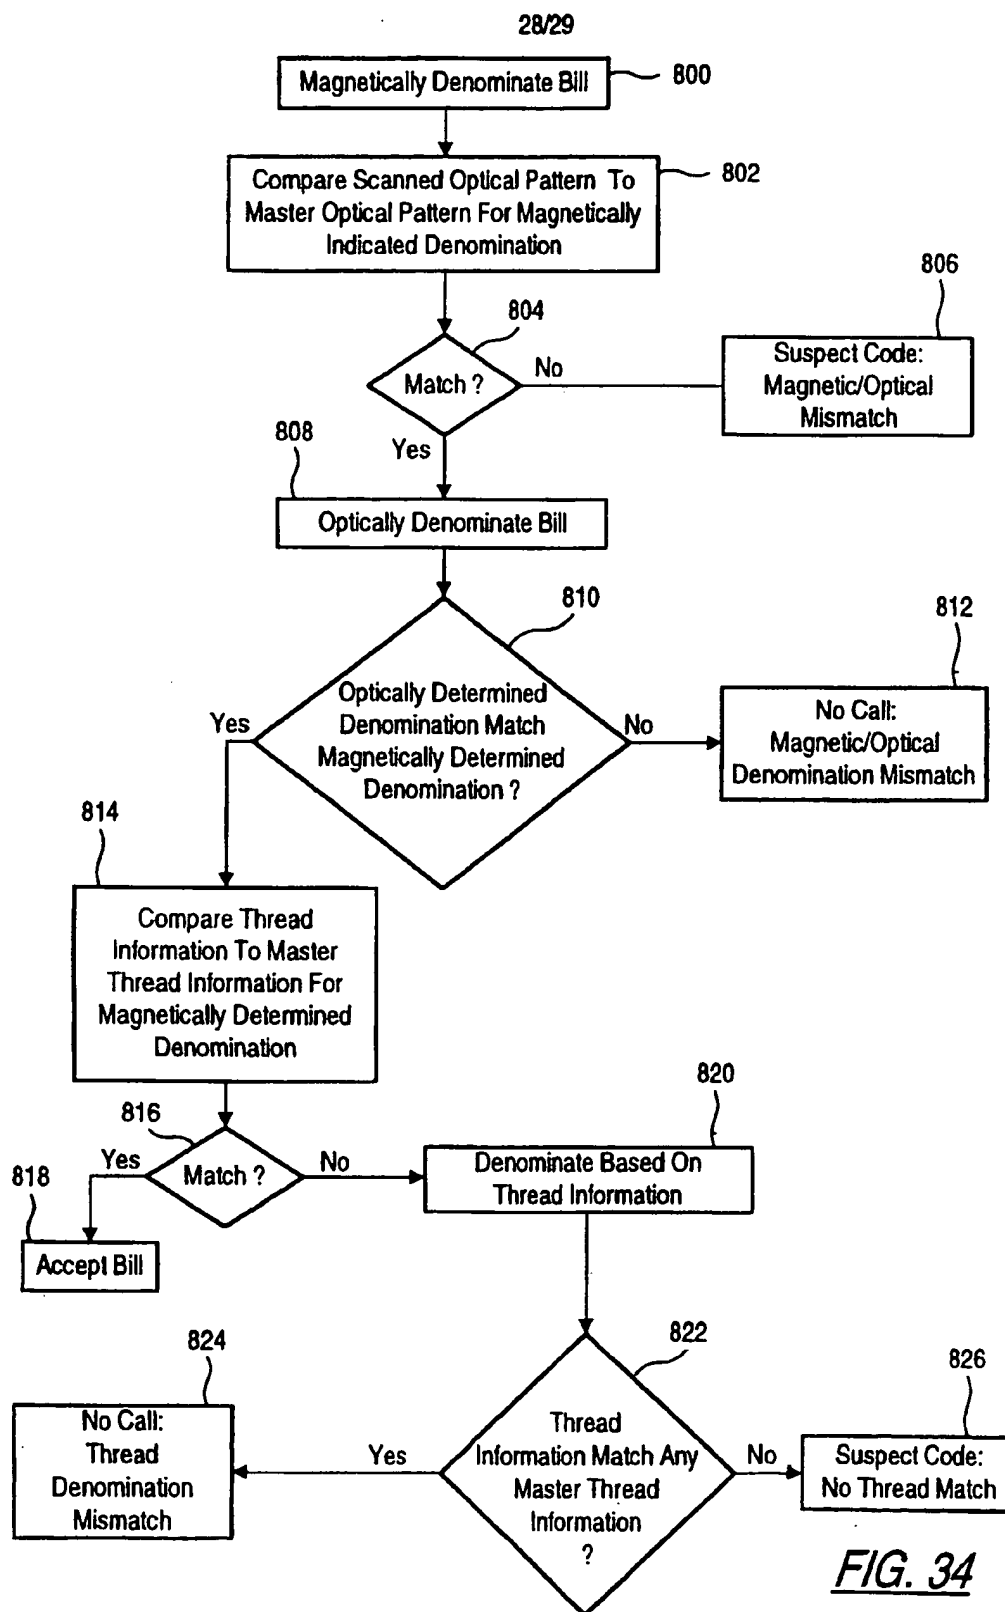 28/29
Magnetically Denominate Bill
800
Compare Scanned Optical Pattern To
Master Optical Pattern For Magnetically
Indicated Denomination
802
804
Match ?
No
Yes
806
Suspect Code:
Magnetic/Optical
Mismatch
808
Optically Denominate Bill
810
Optically Determined
Denomination Match
Magnetically Determined
Denomination ?
Yes
No
812
No Call:
Magnetic/Optical
Denomination Mismatch
814
Compare Thread
Information To Master
Thread Information For
Magnetically Determined
Denomination
816
Match ?
Yes
No
818
Accept Bill
820
Denominate Based On
Thread Information
822
Thread
Information Match Any
Master Thread
Information
?
Yes
No
824
No Call:
Thread
Denomination
Mismatch
826
Suspect Code:
No Thread Match
FIG. 34